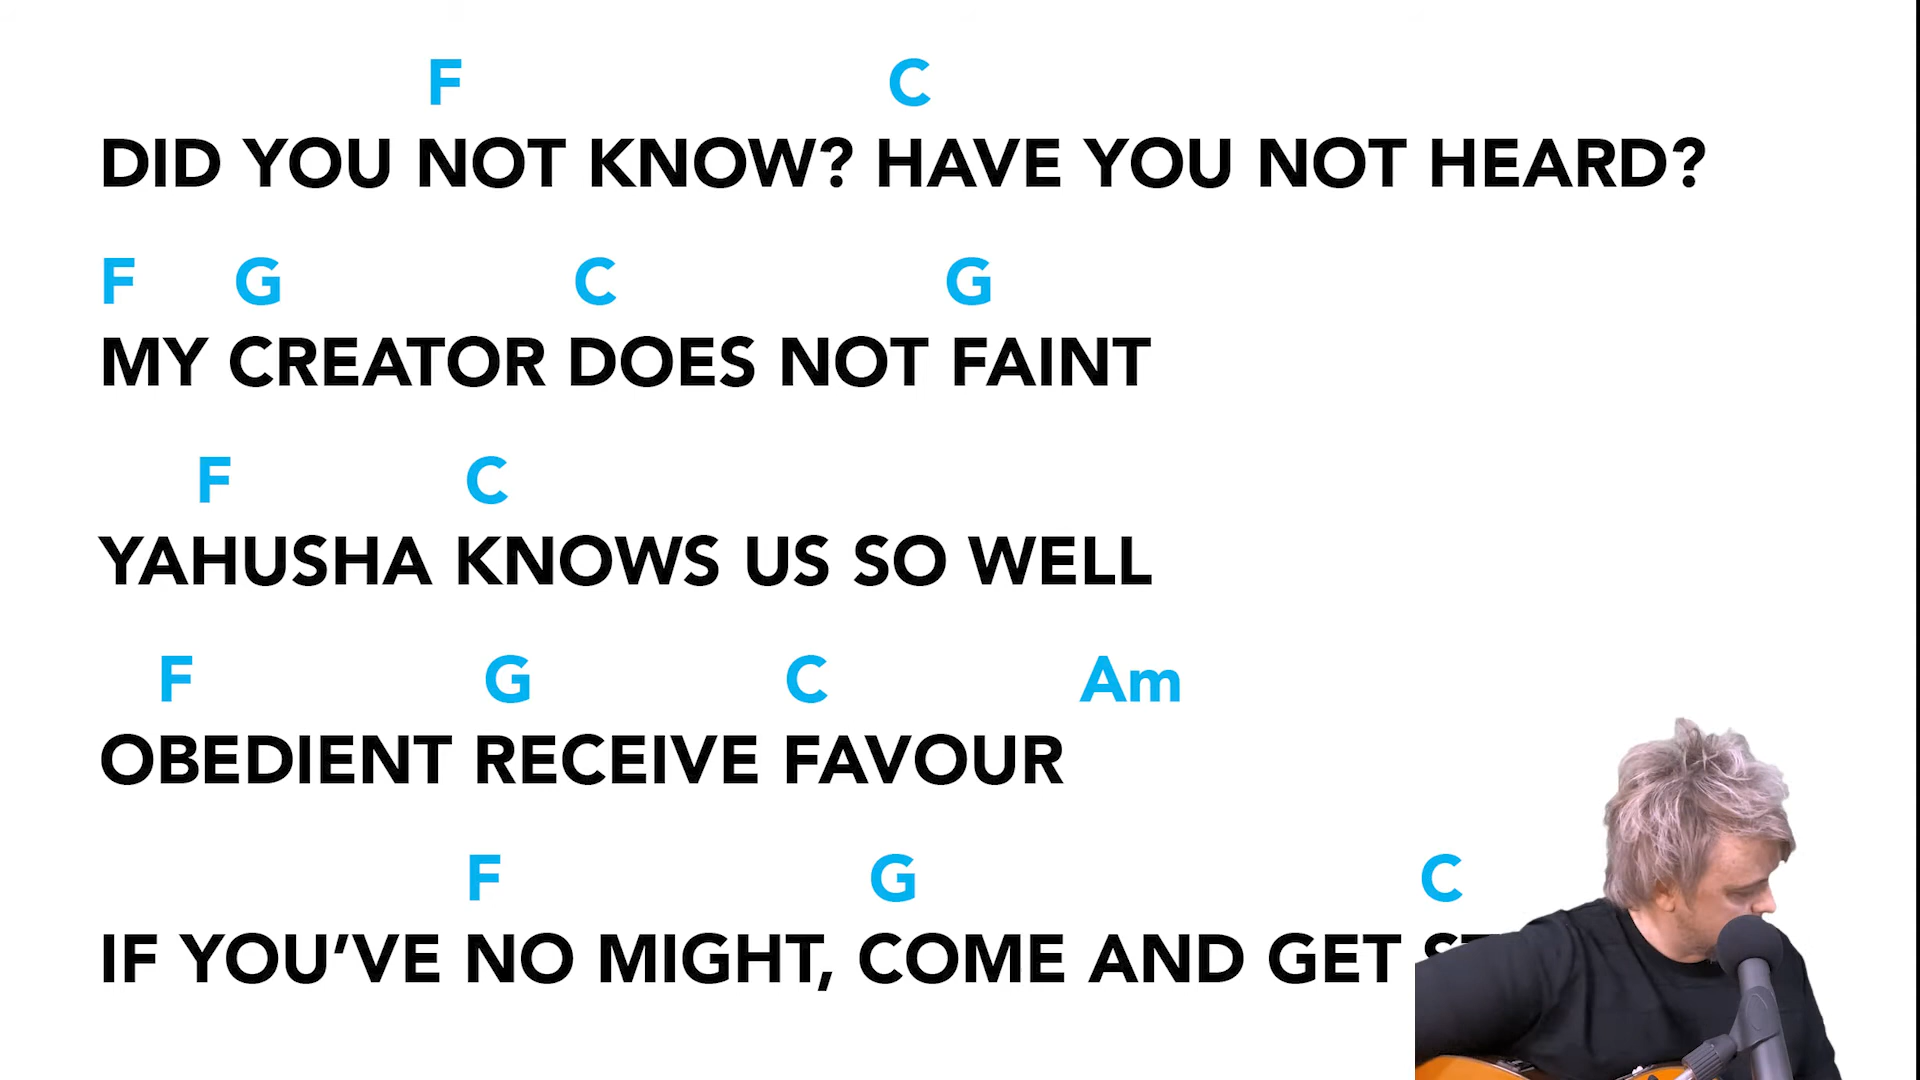 F C
DID YOU NOT KNOW? HAVE YOU NOT HEARD?
F G C G
MY CREATOR DOES NOT FAINT
F C
YAHUSHA KNOWS US SO WELL
F G C Am
OBEDIENT RECEIVE FAVOUR
F G C
IF YOU’VE NO MIGHT, COME AND GET